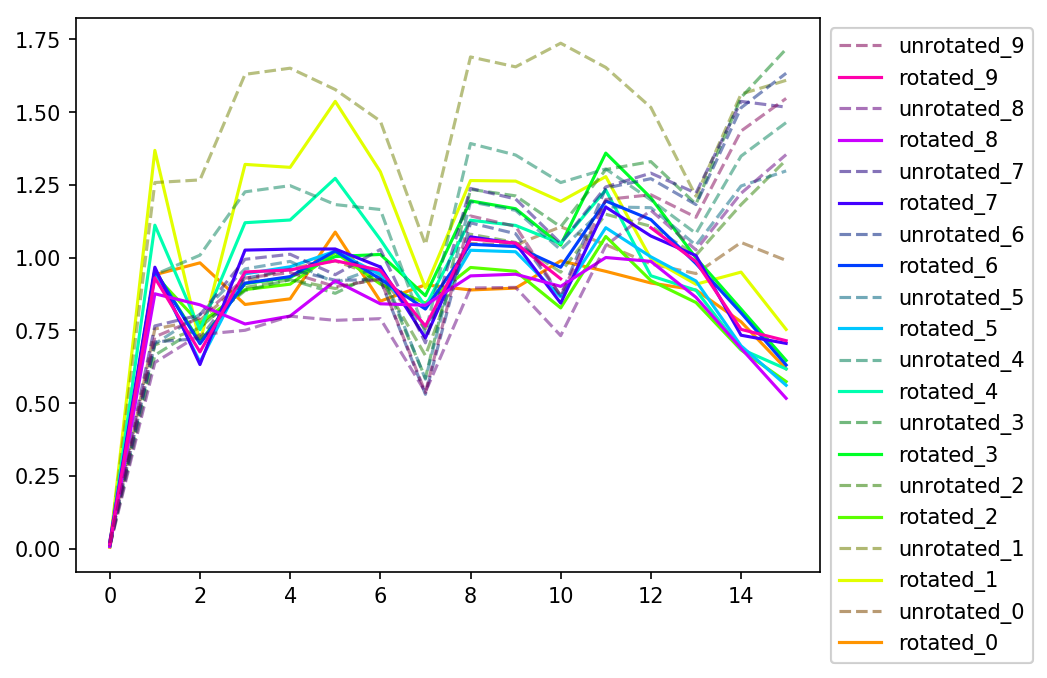 1.75
1.50
1.25
1.00
0.75
0.50
0.25
0.00
0 2 4 6 8 10 12 14
unrotated_9
rotated_9
unrotated_8
rotated_8
unrotated_7
rotated_7
unrotated_6
rotated_6
unrotated_5
rotated_5
unrotated_4
rotated_4
unrotated_3
rotated_3
unrotated_2
rotated_2
unrotated_1
rotated_1
unrotated_0
rotated_0